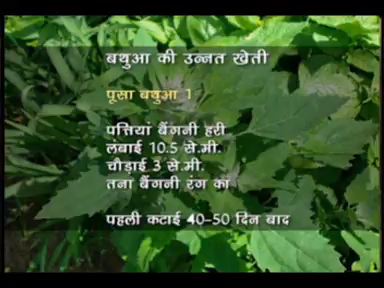 बथुआ की उन्नत खेती
पूसा बथुआ 1
पत्तियां बैंगनी हरी
लंबाई 10.5 से.मी.
चौड़ाई 3 से.मी.
तना बैंगनी रंग का
पहली कटाई 40-50 दिन बाद